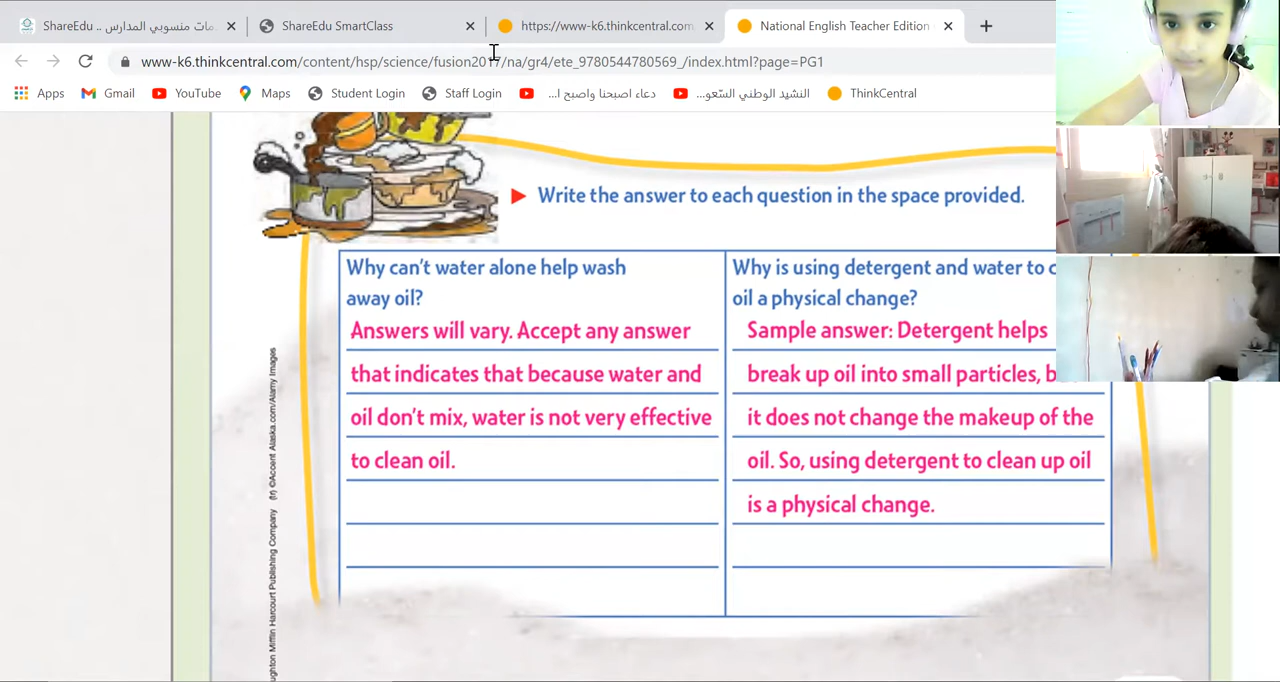 ShareEdu .. مات منسوبي المدارس
ShareEdu SmartClass
https://www-k6.thinkcentral.com
National English Teacher Edition
www-k6.thinkcentral.com/content/hsp/science/fusion2017/na/gr4/ete_9780544780569_/index.html?page=PG1
Apps
Gmail
YouTube
Maps
Student Login
Staff Login
دعاء اصبحنا واصبح ا...
النشيد الوطني السّعو...
ThinkCentral
Write the answer to each question in the space provided.
Why can't water alone help wash
away oil?
Answers will vary. Accept any answer
that indicates that because water and
oil don't mix, water is not very effective
to clean oil.
Why is using detergent and water to
oil a physical change?
Sample answer: Detergent helps
break up oil into small particles,
it does not change the makeup of the
oil. So, using detergent to clean up oil
is a physical change.
Mifflin Harcourt Publishing Company (tl) ©Accent Alaska.com/Alamy Images